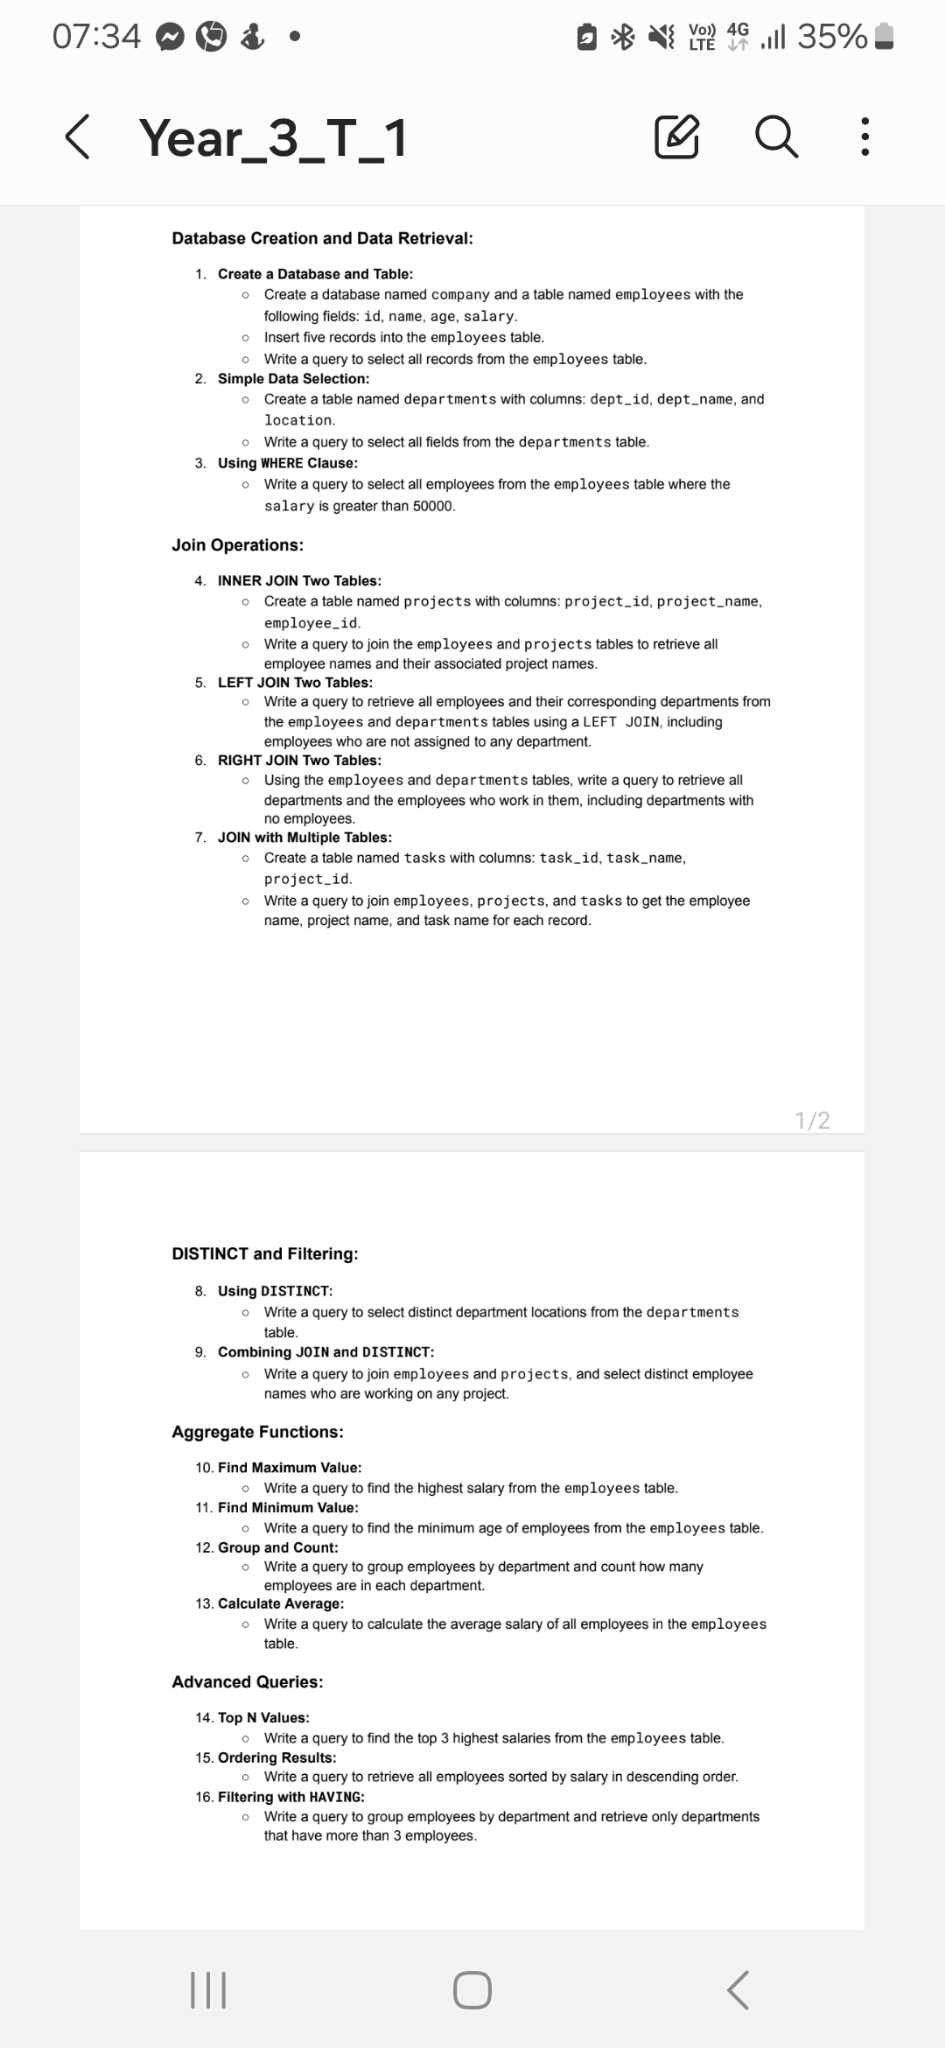 07:34
Vo))
LTE
4G
35%
Year_3_T_1
Database Creation and Data Retrieval:
1. Create a Database and Table:
○ Create a database named company and a table named employees with the
following fields: id, name, age, salary.
○ Insert five records into the employees table.
○ Write a query to select all records from the employees table.
2. Simple Data Selection:
○ Create a table named departments with columns: dept_id, dept_name, and
location.
○ Write a query to select all fields from the departments table.
3. Using WHERE Clause:
○ Write a query to select all employees from the employees table where the
salary is greater than 50000.
Join Operations:
4. INNER JOIN Two Tables:
○ Create a table named projects with columns: project_id, project_name,
employee_id.
○ Write a query to join the employees and projects tables to retrieve all
employee names and their associated project names.
5. LEFT JOIN Two Tables:
○ Write a query to retrieve all employees and their corresponding departments from
the employees and departments tables using a LEFT JOIN, including
employees who are not assigned to any department.
6. RIGHT JOIN Two Tables:
○ Using the employees and departments tables, write a query to retrieve all
departments and the employees who work in them, including departments with
no employees.
7. JOIN with Multiple Tables:
○ Create a table named tasks with columns: task_id, task_name,
project_id.
○ Write a query to join employees, projects, and tasks to get the employee
name, project name, and task name for each record.
1/2
DISTINCT and Filtering:
8. Using DISTINCT:
○ Write a query to select distinct department locations from the departments
table.
9. Combining JOIN and DISTINCT:
○ Write a query to join employees and projects, and select distinct employee
names who are working on any project.
Aggregate Functions:
10. Find Maximum Value:
○ Write a query to find the highest salary from the employees table.
11. Find Minimum Value:
○ Write a query to find the minimum age of employees from the employees table.
12. Group and Count:
○ Write a query to group employees by department and count how many
employees are in each department.
13. Calculate Average:
○ Write a query to calculate the average salary of all employees in the employees
table.
Advanced Queries:
14. Top N Values:
○ Write a query to find the top 3 highest salaries from the employees table.
15. Ordering Results:
○ Write a query to retrieve all employees sorted by salary in descending order.
16. Filtering with HAVING:
○ Write a query to group employees by department and retrieve only departments
that have more than 3 employees.